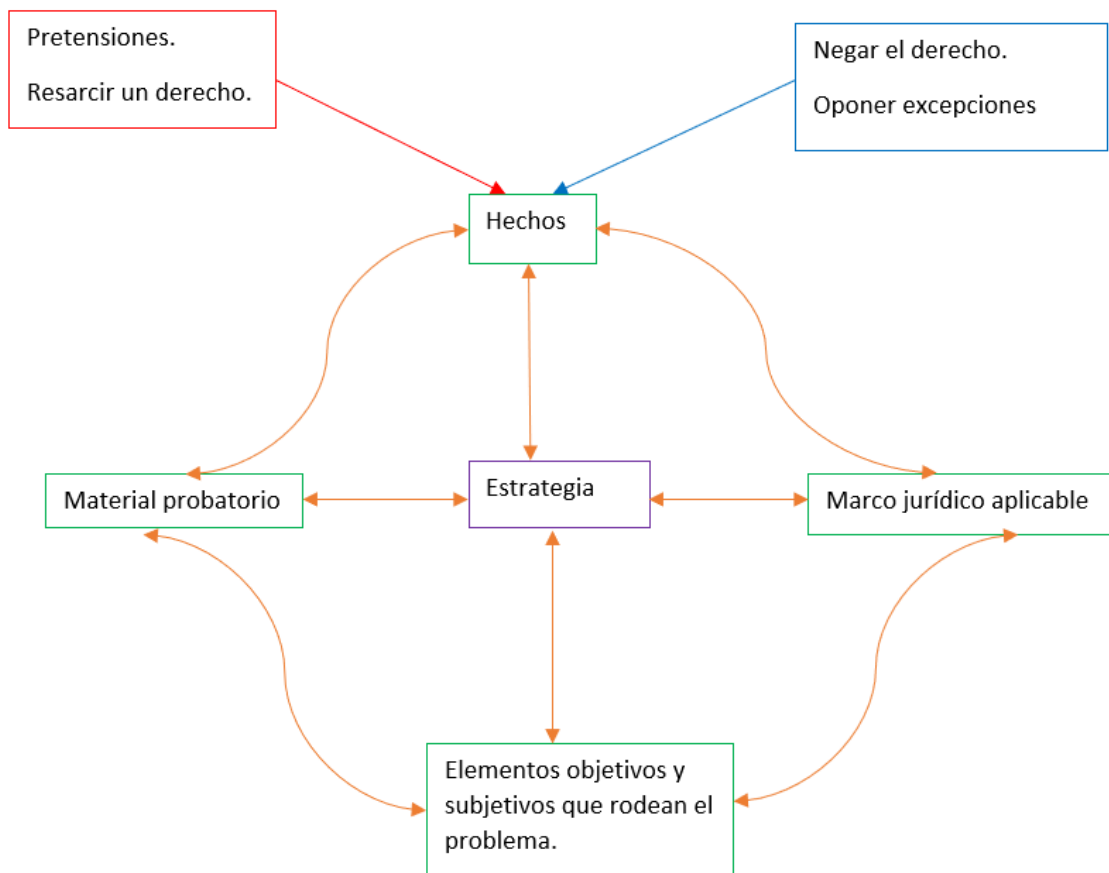 Pretensiones.
Resarcir un derecho.
Negar el derecho.
Oponer excepciones
Hechos
Material probatorio
Estrategia
Marco jurídico aplicable
Elementos objetivos y
subjetivos que rodean el
problema.